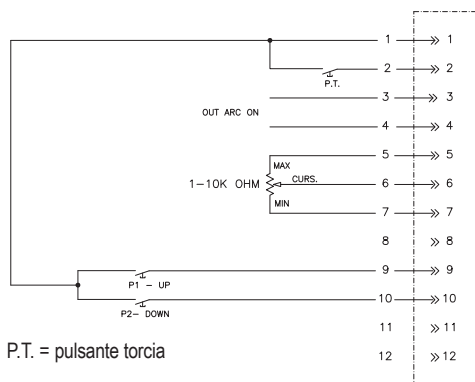 1 1
2 2
P.T.
3 3
OUT ARC ON
4 4
5 5
MAX
1-10K OHM CURS. 6 6
MIN
7 7
8 8
9 9
P1 - UP
10 10
P2- DOWN
11 11
P.T. = pulsante torcia
12 12